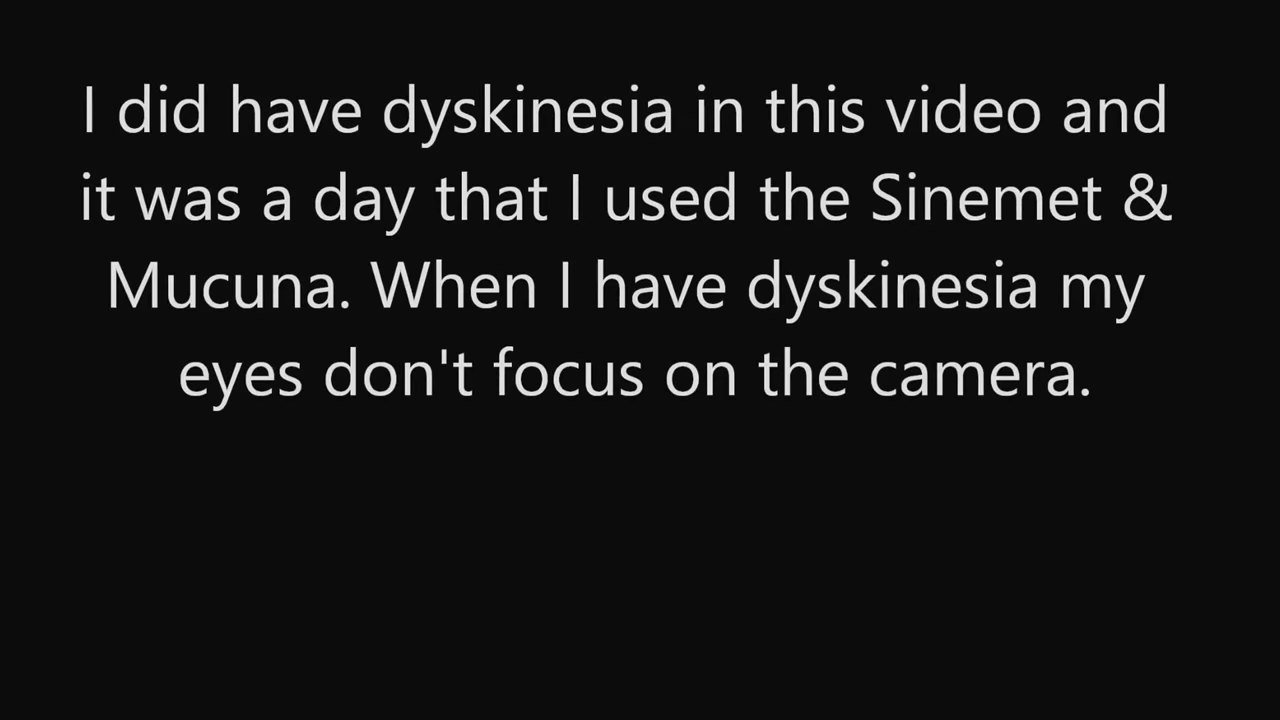 I did have dyskinesia in this video and
it was a day that I used the Sinemet &
Mucuna. When I have dyskinesia my
eyes don't focus on the camera.